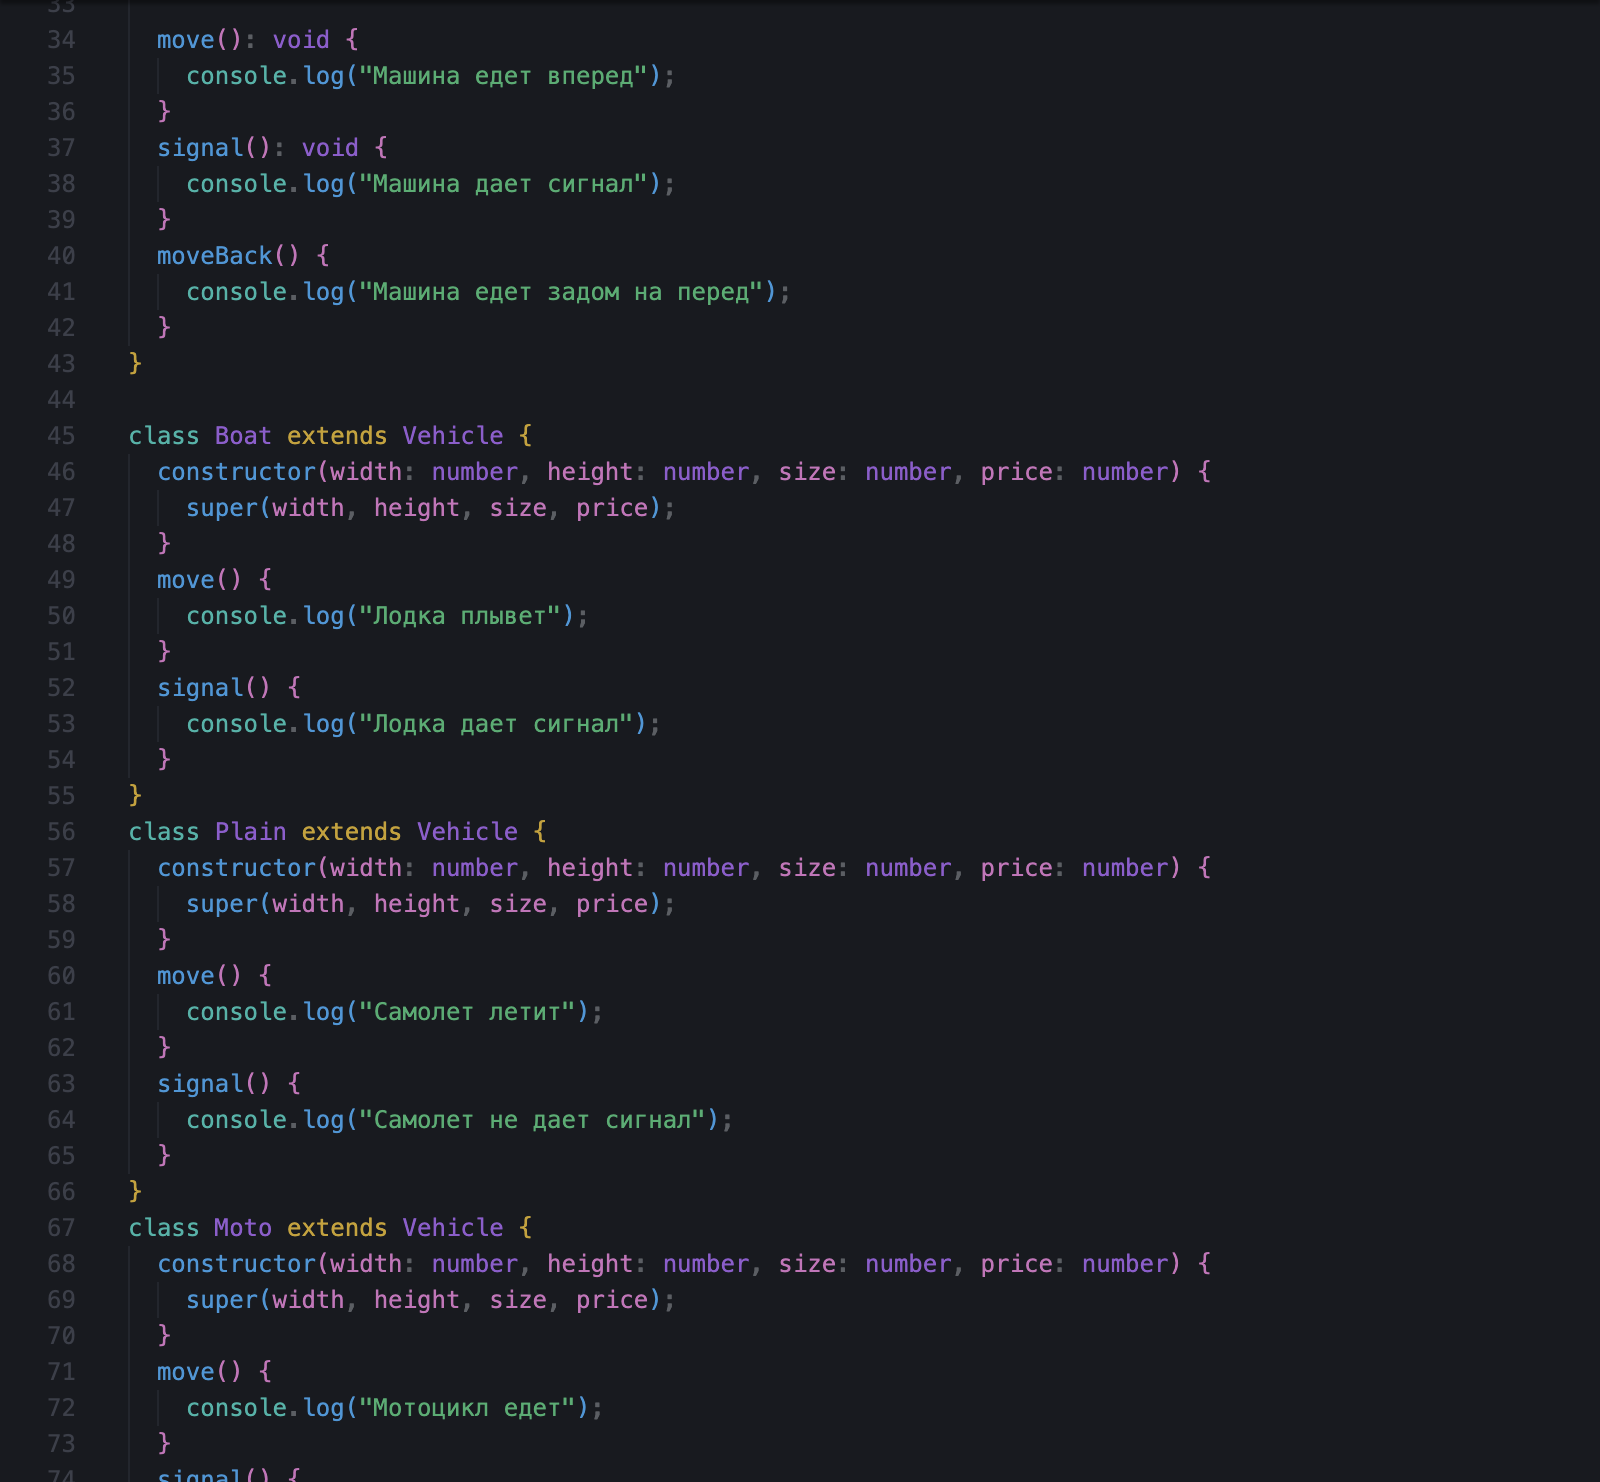 33
34 move(): void {
35 console.log("Машина едет вперед");
36 }
37 signal(): void {
38 console.log("Машина дает сигнал");
39 }
40 moveBack() {
41 console.log("Машина едет задом на перед");
42 }
43 }
44
45 class Boat extends Vehicle {
46 constructor(width: number, height: number, size: number, price: number) {
47 super(width, height, size, price);
48 }
49 move() {
50 console.log("Лодка плывет");
51 }
52 signal() {
53 console.log("Лодка дает сигнал");
54 }
55 }
56 class Plain extends Vehicle {
57 constructor(width: number, height: number, size: number, price: number) {
58 super(width, height, size, price);
59 }
60 move() {
61 console.log("Самолет летит");
62 }
63 signal() {
64 console.log("Самолет не дает сигнал");
65 }
66 }
67 class Moto extends Vehicle {
68 constructor(width: number, height: number, size: number, price: number) {
69 super(width, height, size, price);
70 }
71 move() {
72 console.log("Мотоцикл едет");
73 }
74 signal() {